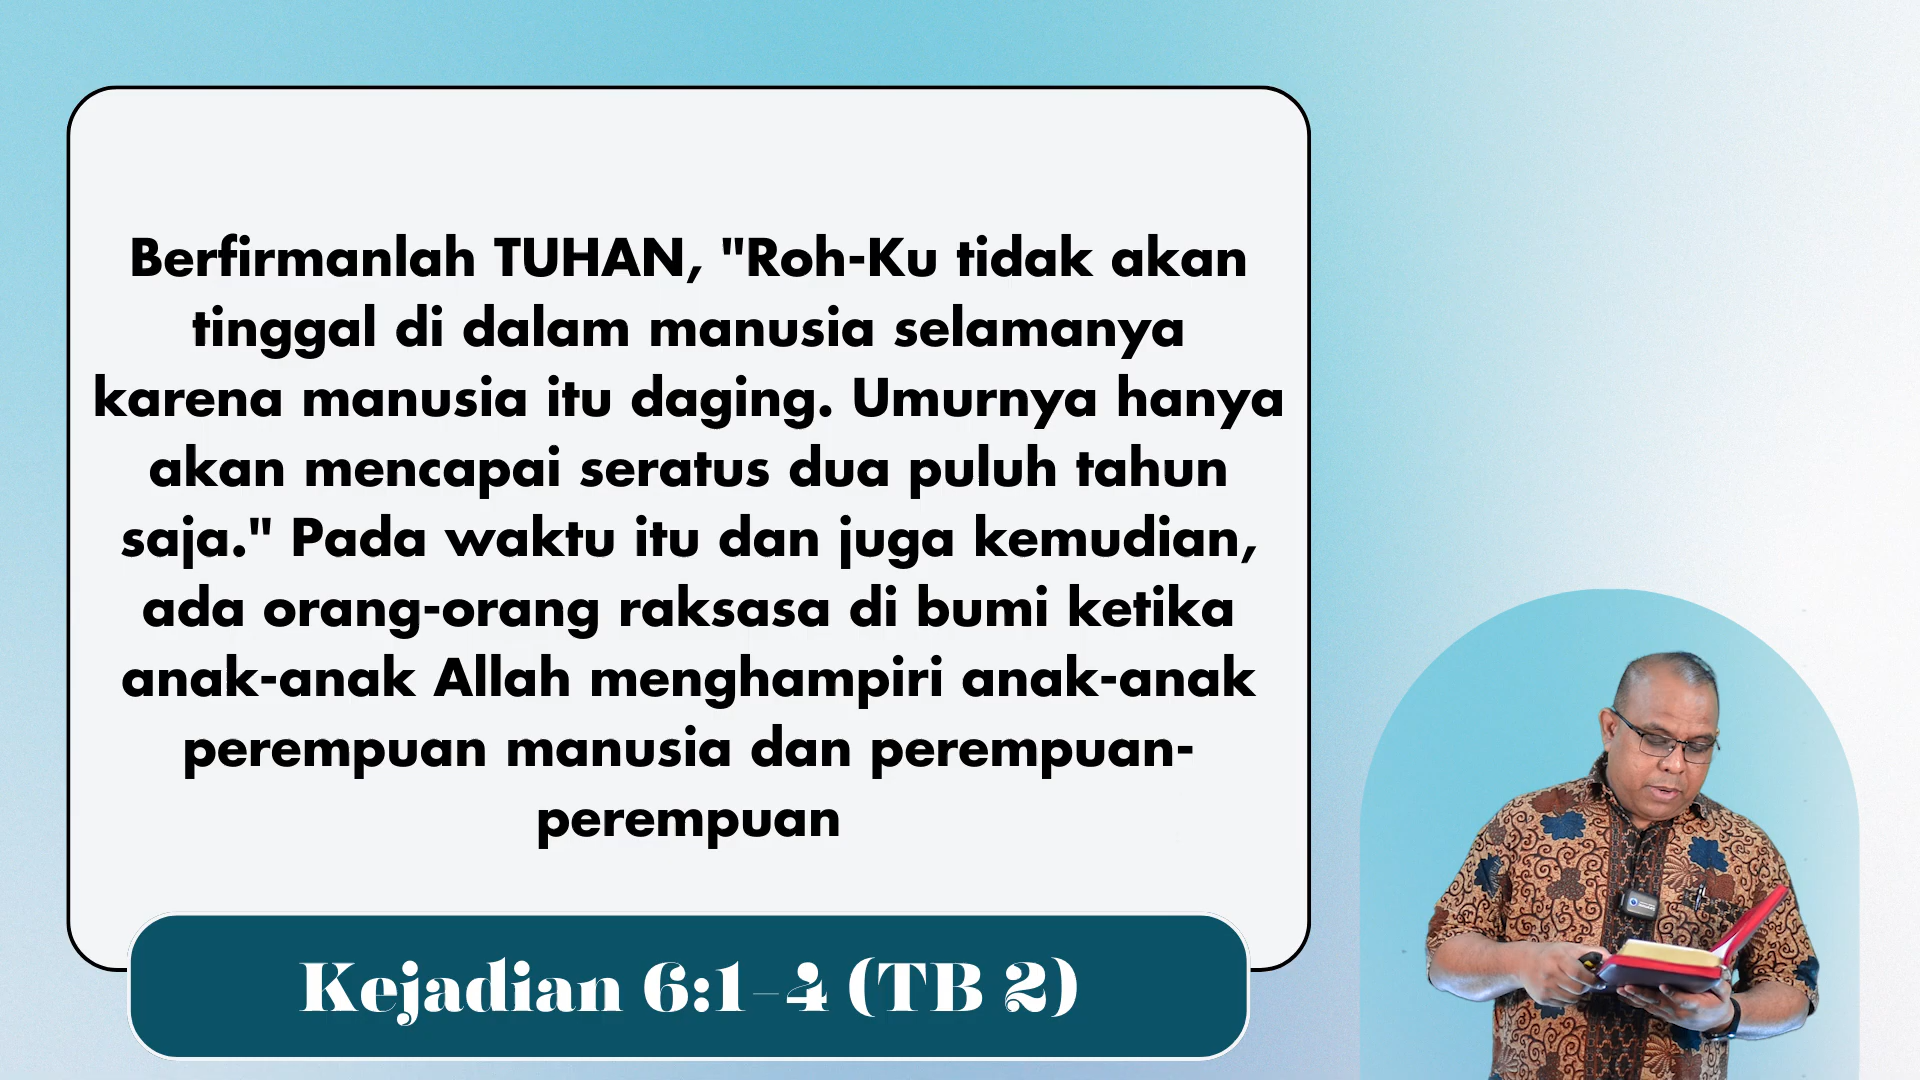 Berfirmanlah TUHAN, "Roh-Ku tidak akan
tinggal di dalam manusia selamanya
karena manusia itu daging. Umurnya hanya
akan mencapai seratus dua puluh tahun
saja." Pada waktu itu dan juga kemudian,
ada orang-orang raksasa di bumi ketika
anak-anak Allah menghampiri anak-anak
perempuan manusia dan perempuan-
perempuan
Kejadian 6:1-4 (TB 2)